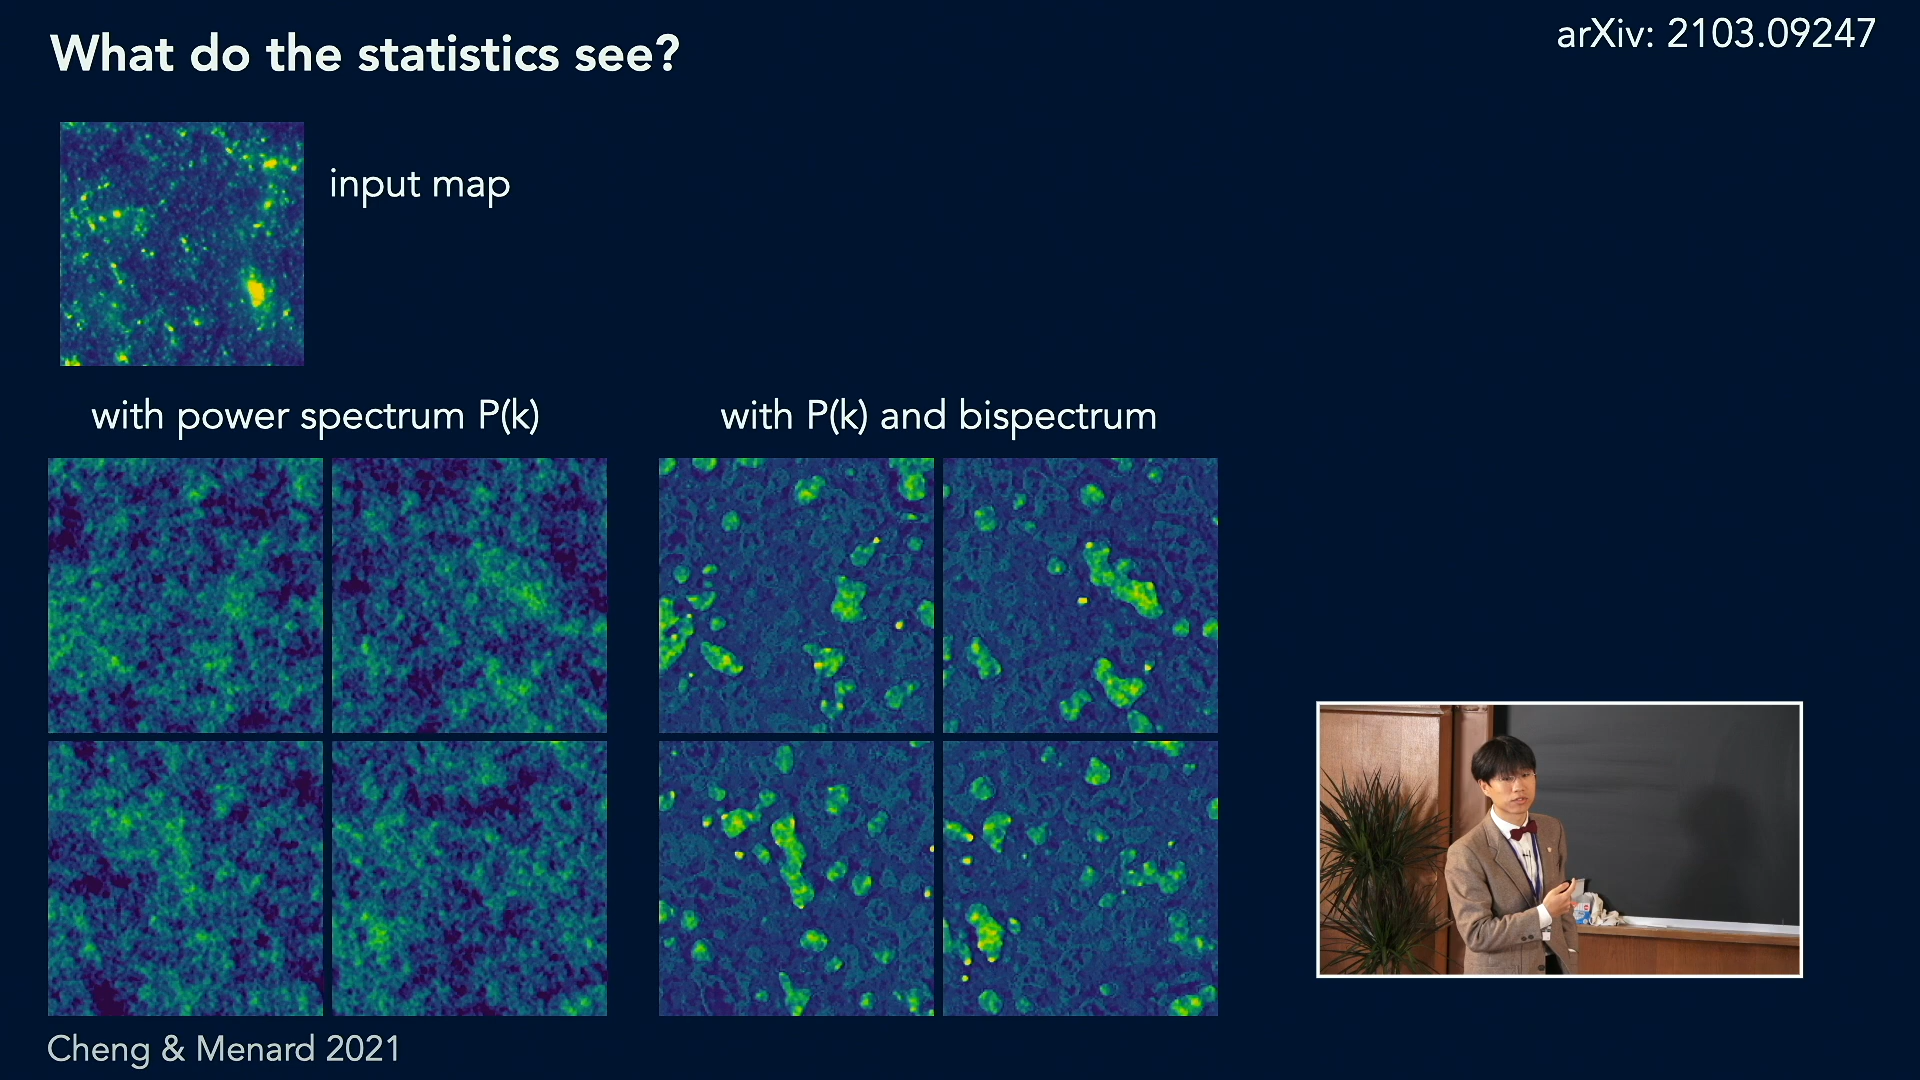 What do the statistics see?
arXiv: 2103.09247
input map
with power spectrum P(k)
with P(k) and bispectrum
Cheng & Menard 2021